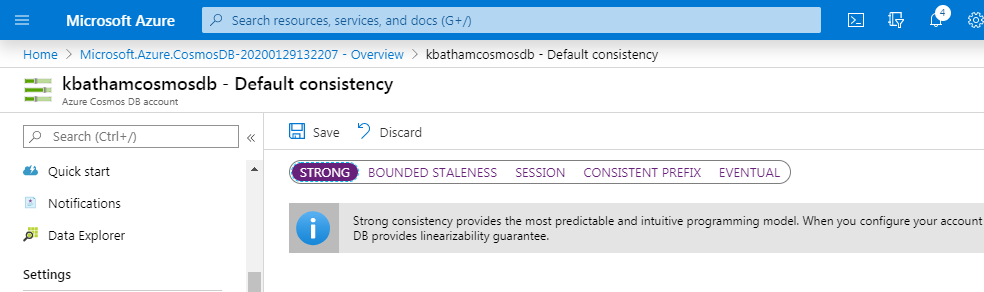 Microsoft Azure
Search resources, services, and docs (G+/)
4
Home > Microsoft.Azure.CosmosDB-20200129132207 - Overview > kbathamcosmosdb - Default consistency
kbathamcosmosdb - Default consistency
Azure Cosmos DB account
Search (Ctrl+/)
«
Save
Discard
Quick start
Notifications
Data Explorer
Settings
STRONG BOUNDED STALENESS SESSION CONSISTENT PREFIX EVENTUAL
Strong consistency provides the most predictable and intuitive programming model. When you configure your account
DB provides linearizability guarantee.